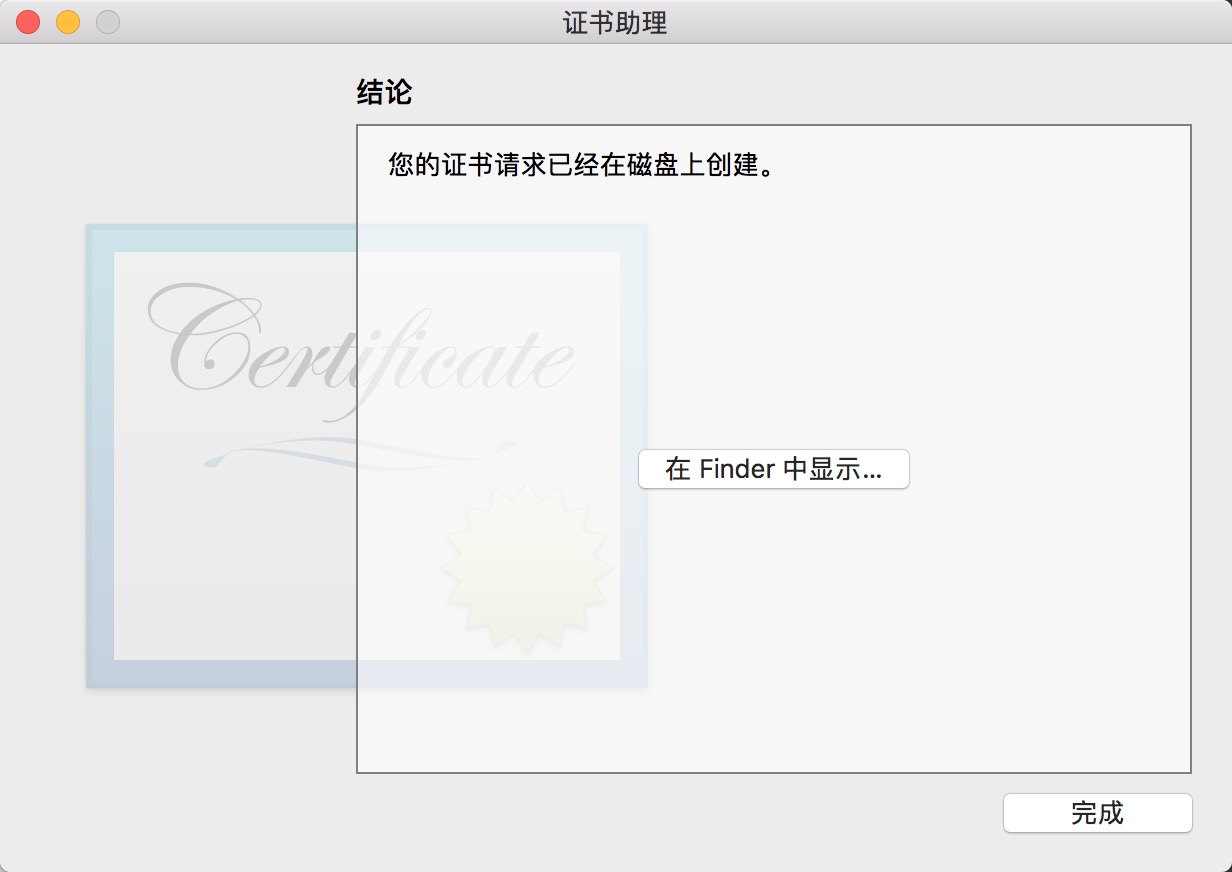 证书助理
结论
您的证书请求已经在磁盘上创建。
Certificate
在 Finder 中显示...
完成